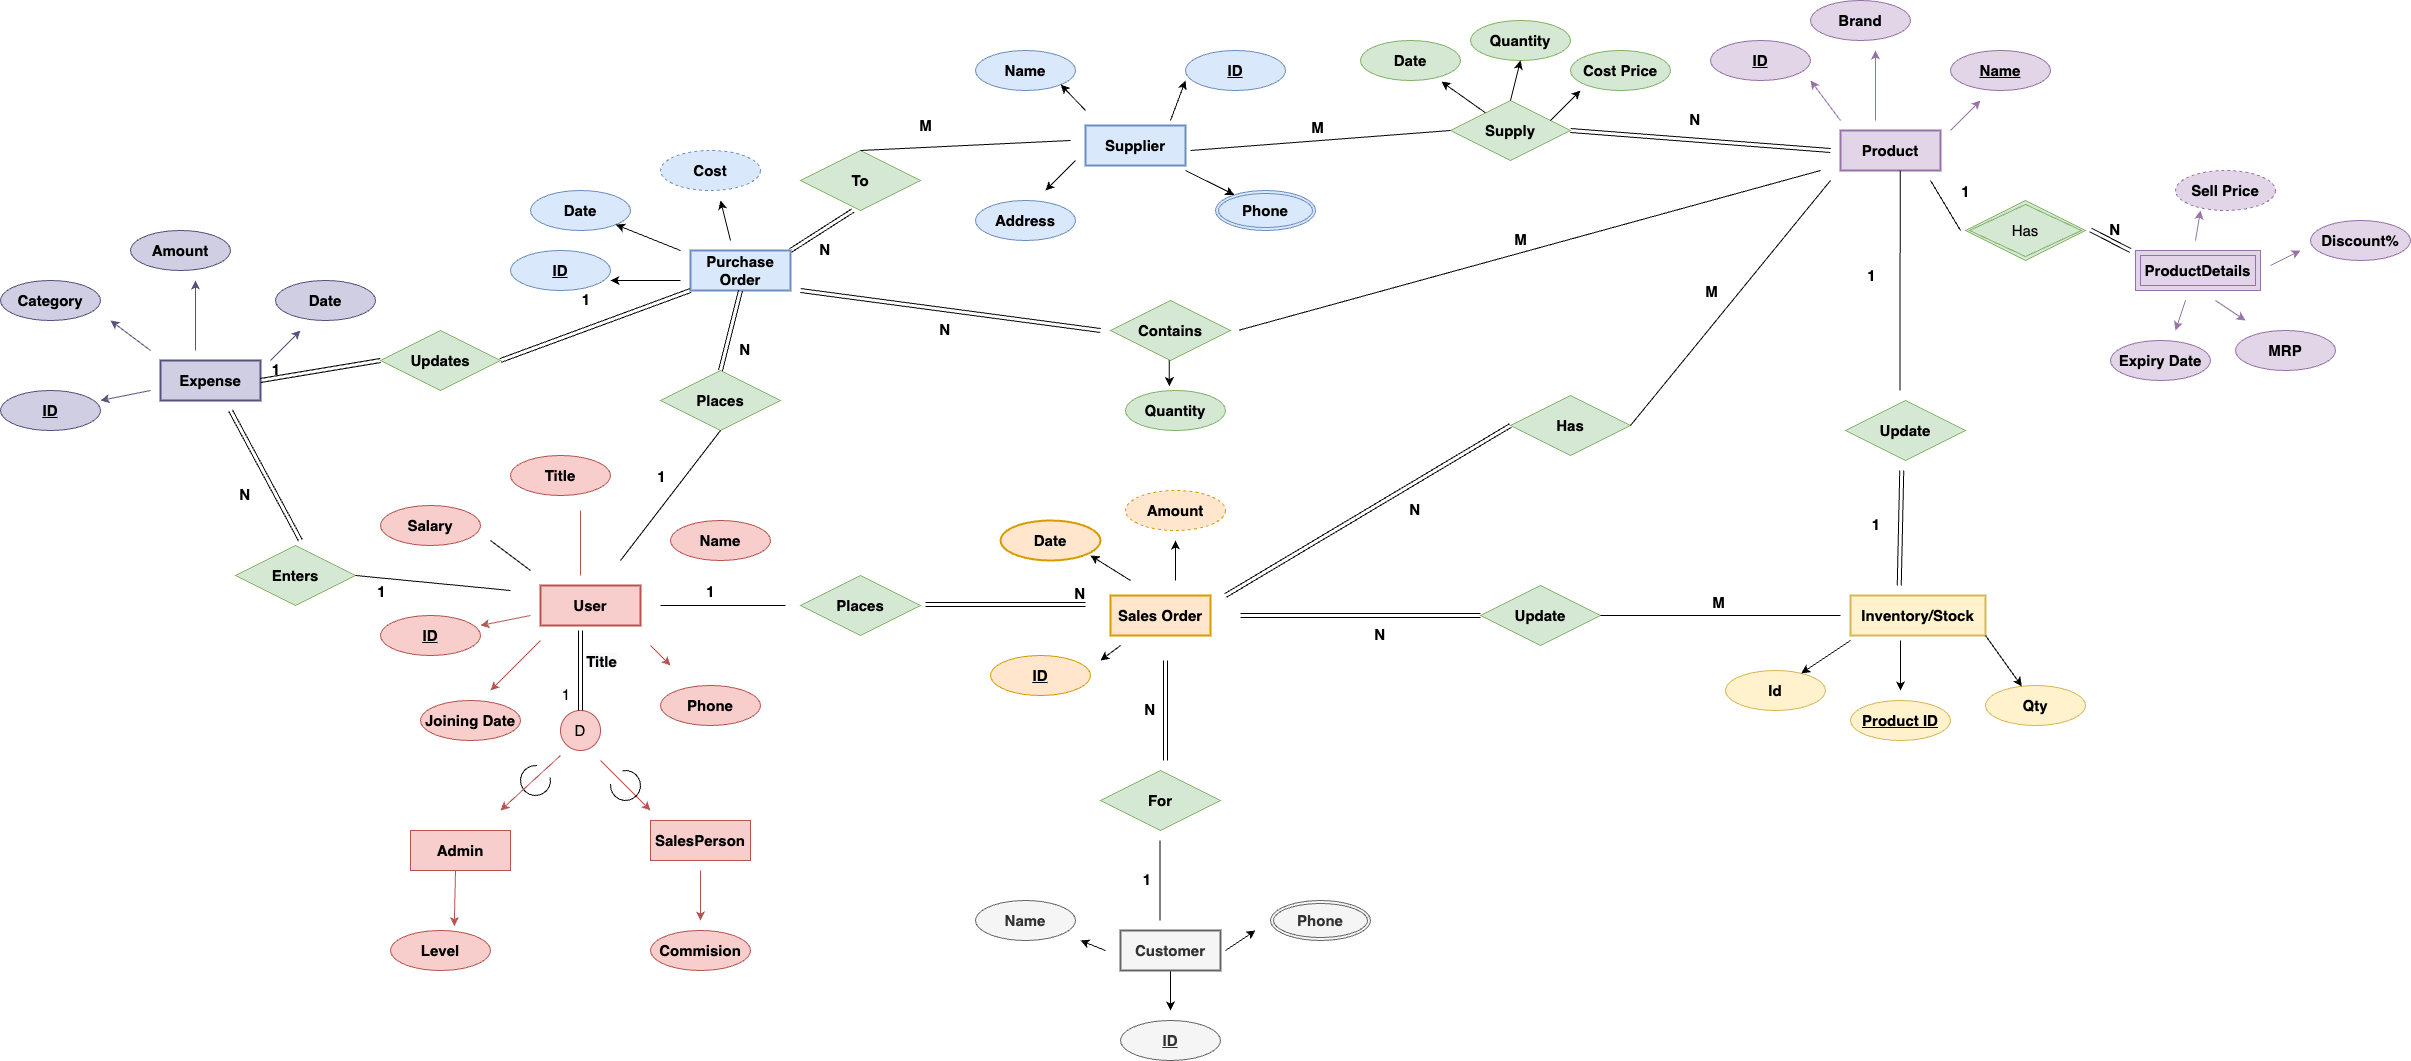 Brand
Quantity
Date
ID
Name
ID
Cost Price
Name
M
M
N
Supply
Supplier
Product
Cost
To
1
Sell Price
Date
Address
Phone
Has
N
Discount%
M
N
Amount
Purchase
Order
ID
ProductDetails
1
Category
Date
1
M
N
Contains
Updates
N
MRP
Expiry Date
1
Expense
Places
ID
Quantity
Has
Update
Title
1
N
Amount
N
Salary
1
Name
Date
Enters
1
1
N
M
User
Places
Sales Order
Update
Inventory/Stock
ID
N
Title
ID
1
Id
Joining Date
Phone
N
Product ID
Qty
D
For
Admin
SalesPerson
1
Name
Phone
Level
Commision
Customer
ID